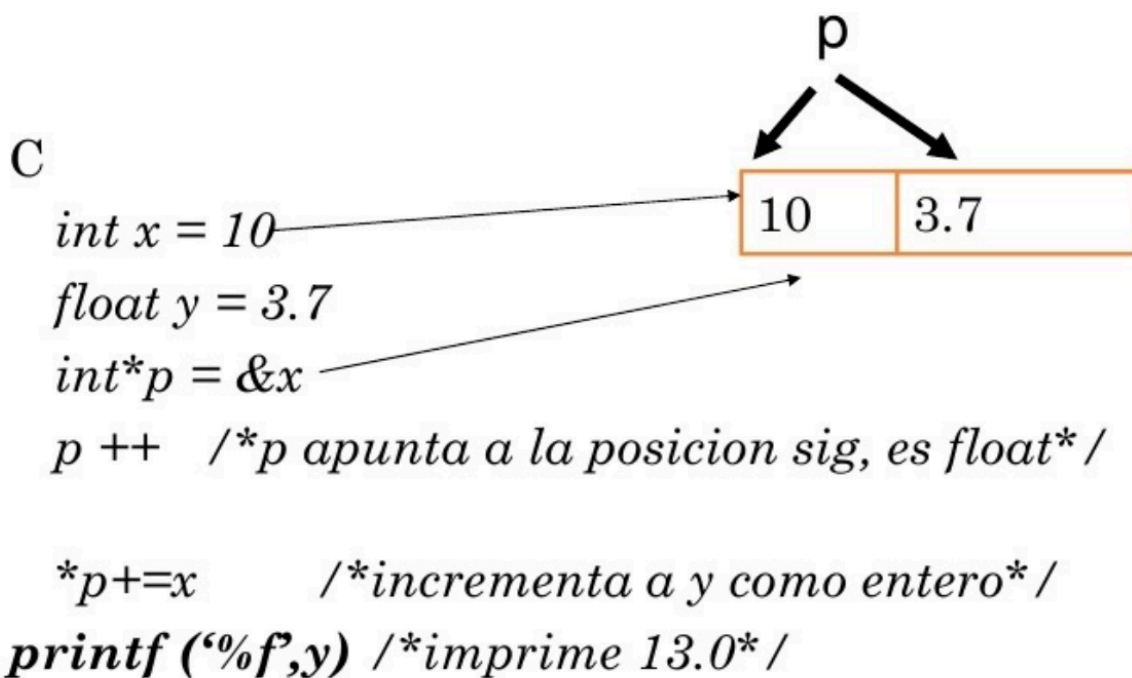 p
C
int x = 10
10 3.7
float y = 3.7
int*p = &x
p ++ /*p apunta a la posicion sig, es float*/
*p+=x /*incrementa a y como entero*/
printf (‘%f’,y) /*imprime 13.0*/